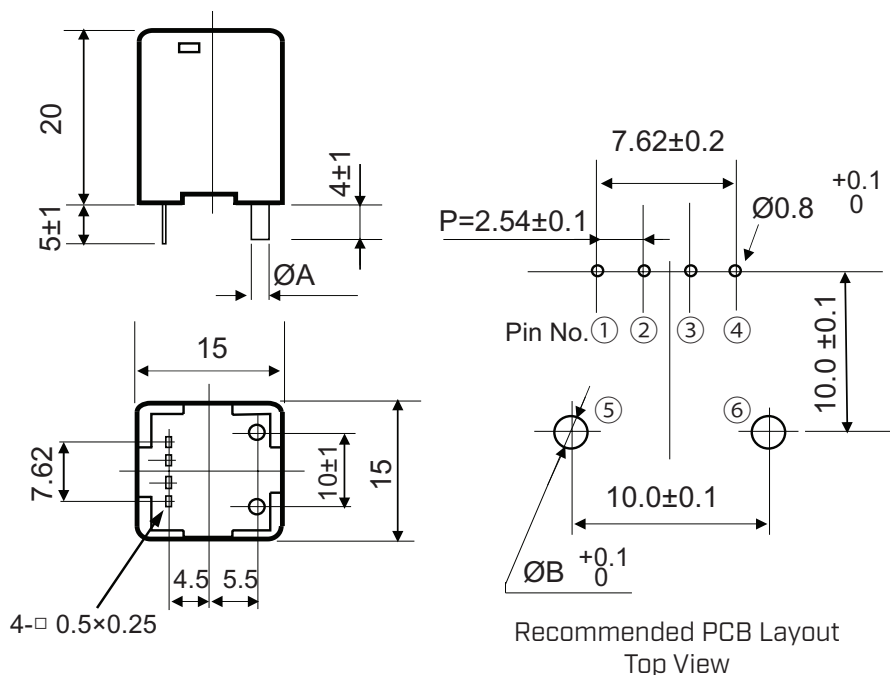 20
5±1
4±1
ØA
15
7.62
10±1
15
4.5
5.5
4-□ 0.5×0.25
7.62±0.2
P=2.54±0.1
Ø0.8 +0.1
0
Pin No. ① ② ③ ④
10.0 ±0.1
⑤ ⑥
10.0±0.1
ØB +0.1
0
Recommended PCB Layout
Top View